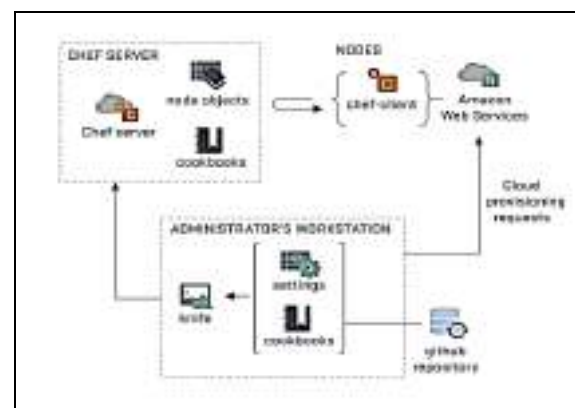 CHEF SERVER
node objects
Chef server
cookbooks
NODES
chef-client
Amazon
Web Services
Cloud
provisioning
requests
ADMINISTRATOR'S WORKSTATION
settings
knife
cookbooks
github
repository